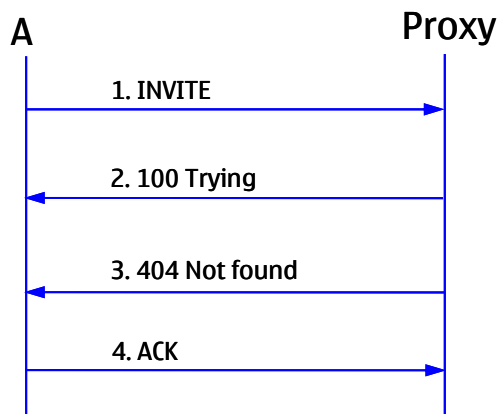 A
Proxy
1. INVITE
2. 100 Trying
3. 404 Not found
4. ACK